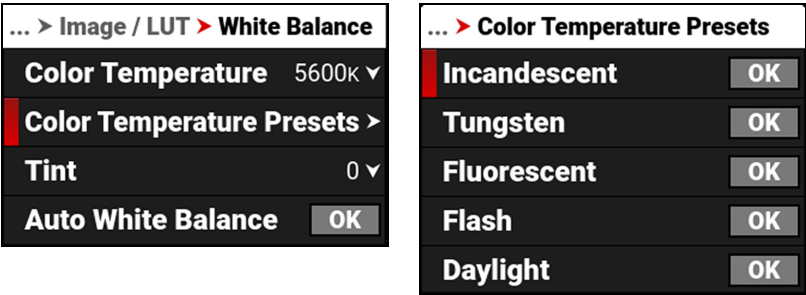 ... > Image / LUT > White Balance
Color Temperature 5600K
Color Temperature Presets >
Tint 0
Auto White Balance OK
... > Color Temperature Presets
Incandescent OK
Tungsten OK
Fluorescent OK
Flash OK
Daylight OK